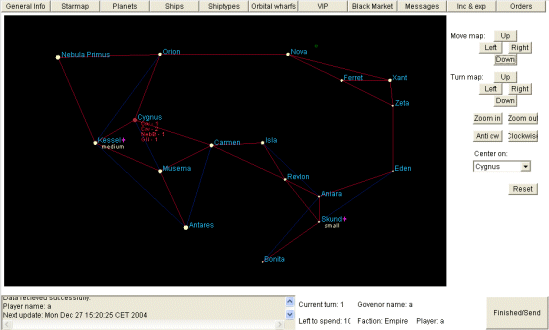 General Info Starmap Planets Ships Shiptypes Orbital wharfs VIP Black Market Messages Inc & exp Orders
Nebula Primus
Orion
Nova
Ferret
Xant
Zeta
Cygnus
Kessel
medium
Carmen
Isla
Musema
Revlon
Eden
Amara
Antares
Skund
small
Bonita
Move map: Up
Left Right
Down
Turn map: Up
Left Right
Down
Zoom in Zoom out
Anti cw Clockwise
Center on:
Cygnus
Reset
Data retrieved successfully.
Player name: a
Next update: Mon Dec 27 15:20:25 CET 2004
Current turn: 1 Govenor name: a
Left to spend: 10 Faction: Empire Player: a
Finished/Send